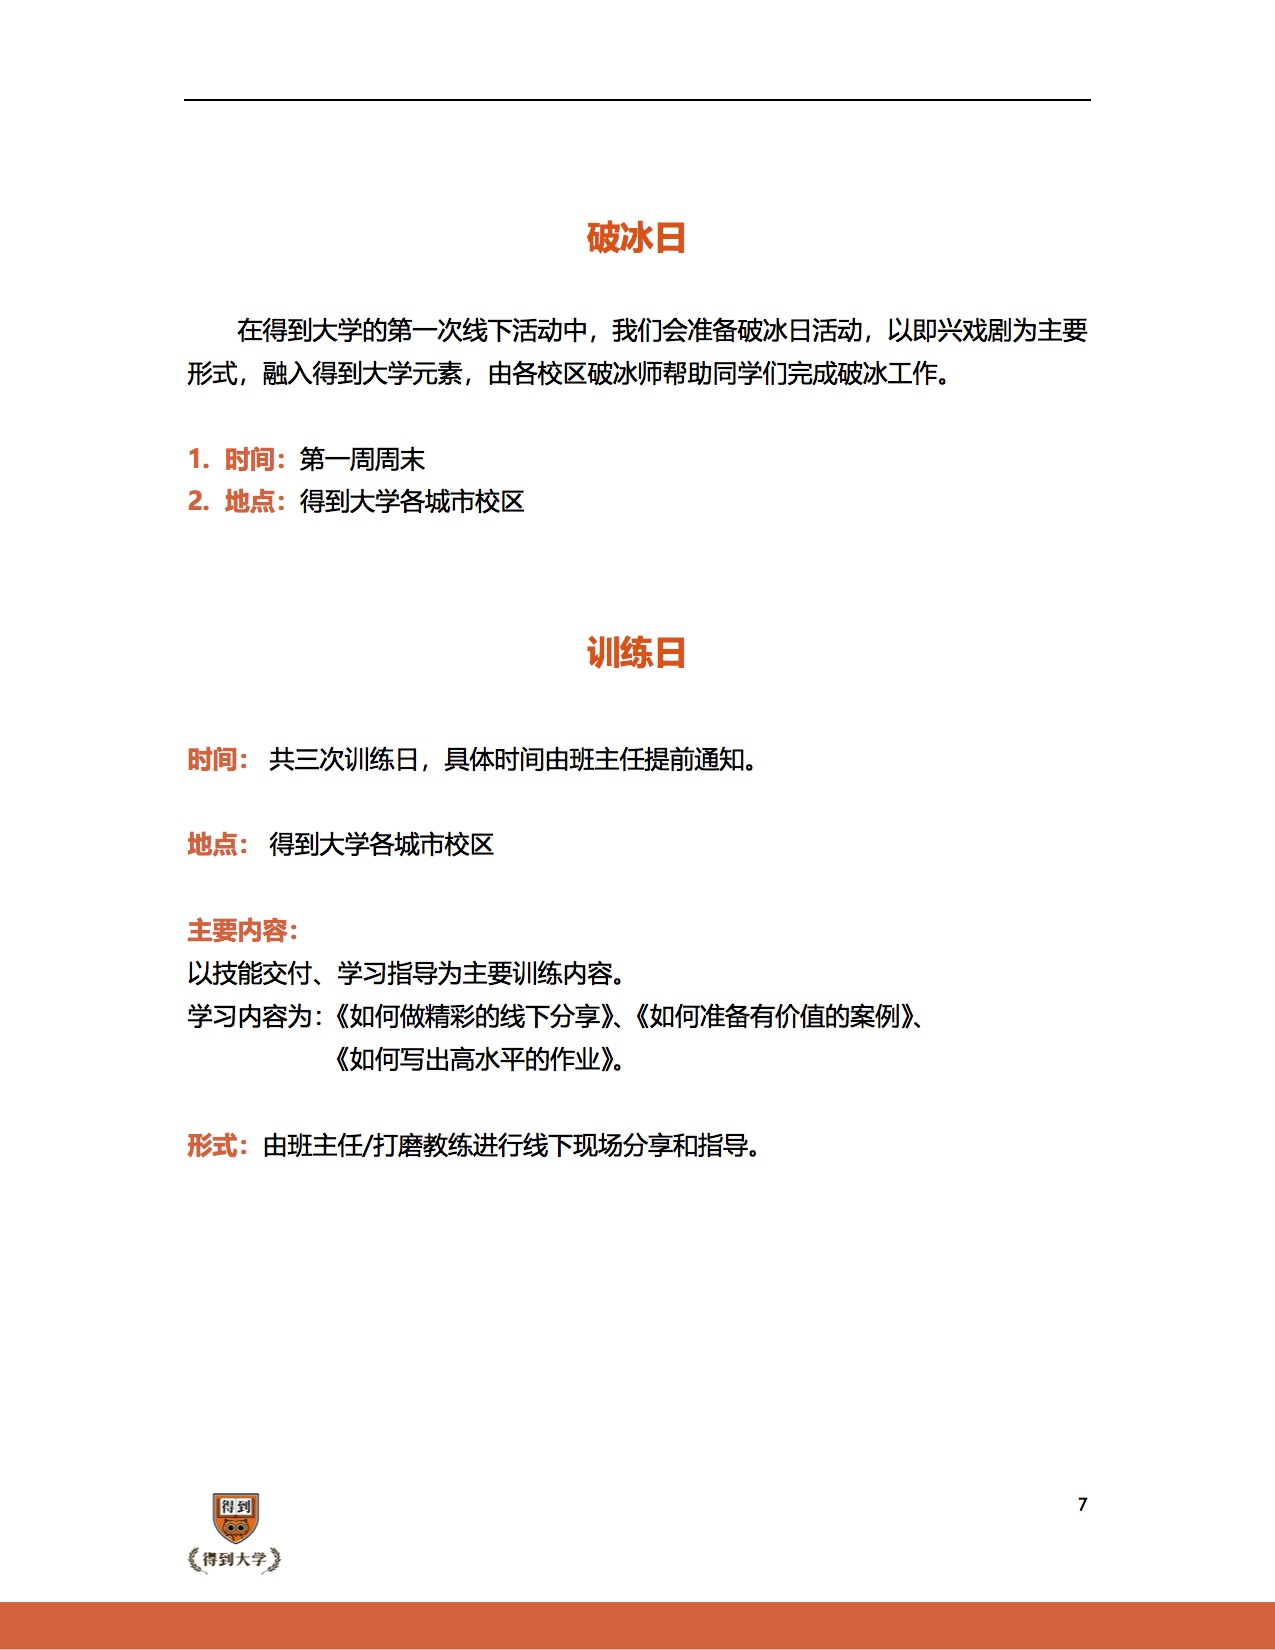 破冰日
在得到大学的第一次线下活动中，我们会准备破冰日活动，以即兴戏剧为主要
形式，融入得到大学元素，由各校区破冰师帮助同学们完成破冰工作。
1. 时间：第一周周末
2. 地点：得到大学各城市校区
训练日
时间： 共三次训练日，具体时间由班主任提前通知。
地点： 得到大学各城市校区
主要内容：
以技能交付、学习指导为主要训练内容。
学习内容为：《如何做精彩的线下分享》、《如何准备有价值的案例》、
《如何写出高水平的作业》。
形式：由班主任/打磨教练进行线下现场分享和指导。
得到
得到大学
7